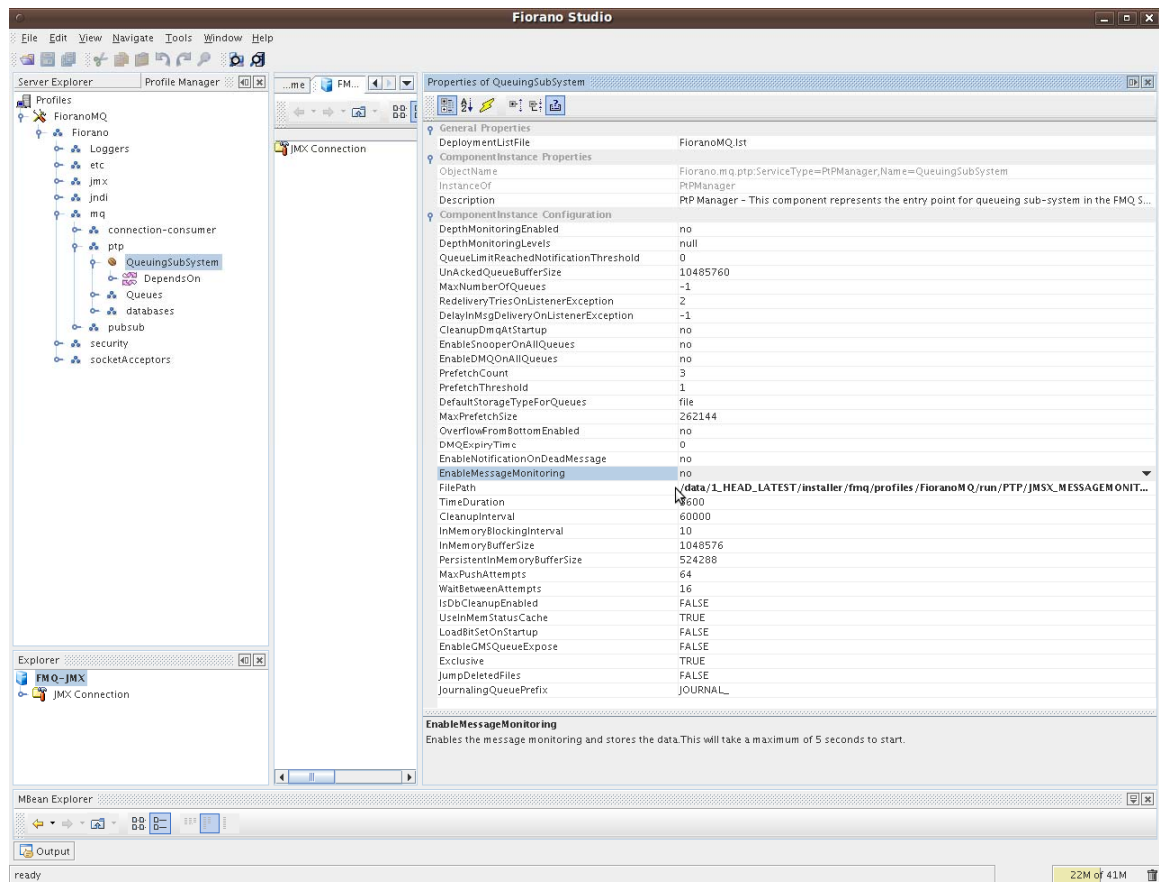 Fiorano Studio
File Edit View Navigate Tools Window Help
Server Explorer Profile Manager
Profiles
FioranoMQ
Fiorano
Loggers
etc
jmx
jndi
mq
connection-consumer
ptp
QueuingSubSystem
DependsOn
Queues
databases
pubsub
security
socketAcceptors
Explorer
FMQ-JMX
JMX Connection
...me FM...
JMX Connection
Properties of QueuingSubSystem
General Properties
DeploymentListFile FioranoMQ.lst
ComponentInstance Properties
ObjectName Fiorano.mq.ptp:ServiceType=PtPManager,Name=QueuingSubSystem
InstanceOf PtPManager
Description PtP Manager - This component represents the entry point for queueing sub-system in the FMQ S...
ComponentInstance Configuration
DepthMonitoringEnabled no
DepthMonitoringLevels null
QueueLimitReachedNotificationThreshold 0
UnAckedQueueBufferSize 10485760
MaxNumberOfQueues -1
RedeliveryTriesOnListenerException 2
DelayInMsgDeliveryOnListenerException -1
CleanupDmqAtStartup no
EnableSnooperOnAllQueues no
EnableDMQOnAllQueues no
PrefetchCount 3
PrefetchThreshold 1
DefaultStorageTypeForQueues file
MaxPrefetchSize 262144
OverflowFromBottomEnabled no
DMQExpiryTime 0
EnableNotificationOnDeadMessage no
EnableMessageMonitoring no
FilePath /data/1_HEAD_LATEST/installer/fmq/profiles/FioranoMQ/run/PTP/JMSX_MESSAGEMONIT...
TimeDuration 3600
CleanupInterval 60000
InMemoryBlockingInterval 10
InMemoryBufferSize 1048576
PersistentInMemoryBufferSize 524288
MaxPushAttempts 64
WaitBetweenAttempts 16
IsDbCleanupEnabled FALSE
UseInMemStatusCache TRUE
LoadBitSetOnStartup FALSE
EnableGMSQueueExpose FALSE
Exclusive TRUE
JumpDeletedFiles FALSE
JournalingQueuePrefix JOURNAL_
EnableMessageMonitoring
Enables the message monitoring and stores the data.This will take a maximum of 5 seconds to start.
MBean Explorer
Output
ready 22M of 41M